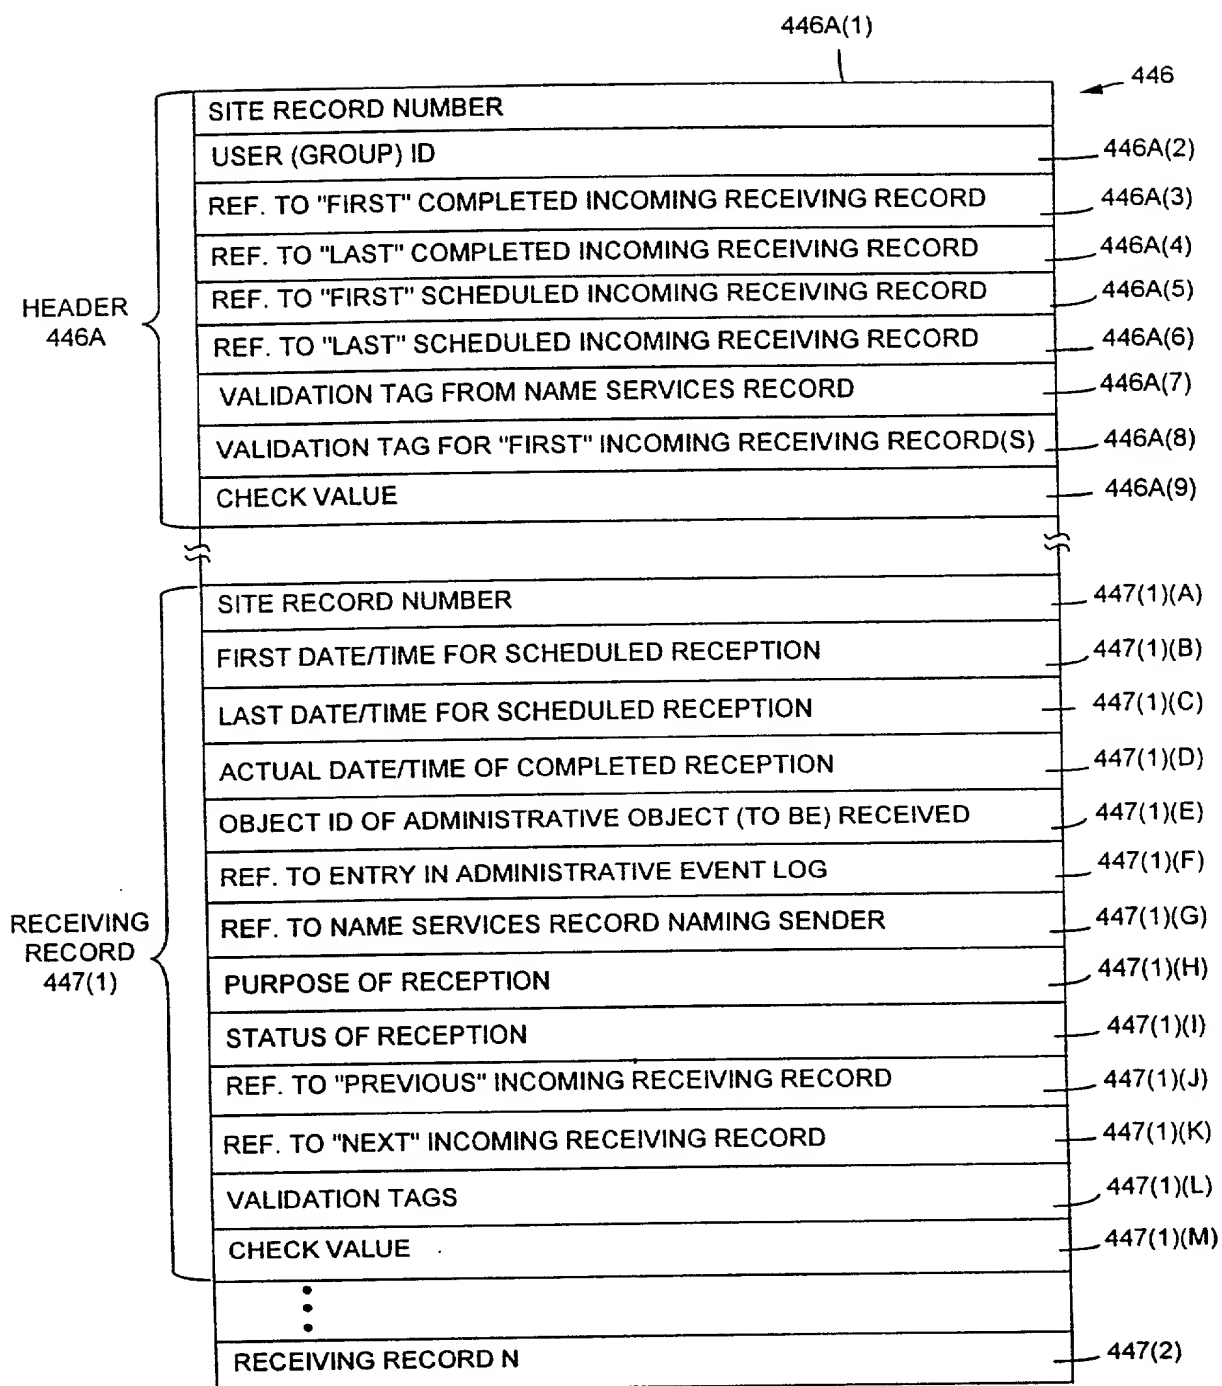 446A(1)
446
SITE RECORD NUMBER
USER (GROUP) ID
446A(2)
REF. TO "FIRST" COMPLETED INCOMING RECEIVING RECORD
446A(3)
REF. TO "LAST" COMPLETED INCOMING RECEIVING RECORD
446A(4)
REF. TO "FIRST" SCHEDULED INCOMING RECEIVING RECORD
446A(5)
HEADER
446A
REF. TO "LAST" SCHEDULED INCOMING RECEIVING RECORD
446A(6)
VALIDATION TAG FROM NAME SERVICES RECORD
446A(7)
VALIDATION TAG FOR "FIRST" INCOMING RECEIVING RECORD(S)
446A(8)
CHECK VALUE
446A(9)
SITE RECORD NUMBER
447(1)(A)
FIRST DATE/TIME FOR SCHEDULED RECEPTION
447(1)(B)
LAST DATE/TIME FOR SCHEDULED RECEPTION
447(1)(C)
ACTUAL DATE/TIME OF COMPLETED RECEPTION
447(1)(D)
OBJECT ID OF ADMINISTRATIVE OBJECT (TO BE) RECEIVED
447(1)(E)
REF. TO ENTRY IN ADMINISTRATIVE EVENT LOG
447(1)(F)
RECEIVING
RECORD
447(1)
REF. TO NAME SERVICES RECORD NAMING SENDER
447(1)(G)
PURPOSE OF RECEPTION
447(1)(H)
STATUS OF RECEPTION
447(1)(I)
REF. TO "PREVIOUS" INCOMING RECEIVING RECORD
447(1)(J)
REF. TO "NEXT" INCOMING RECEIVING RECORD
447(1)(K)
VALIDATION TAGS
447(1)(L)
CHECK VALUE
447(1)(M)
RECEIVING RECORD N
447(2)